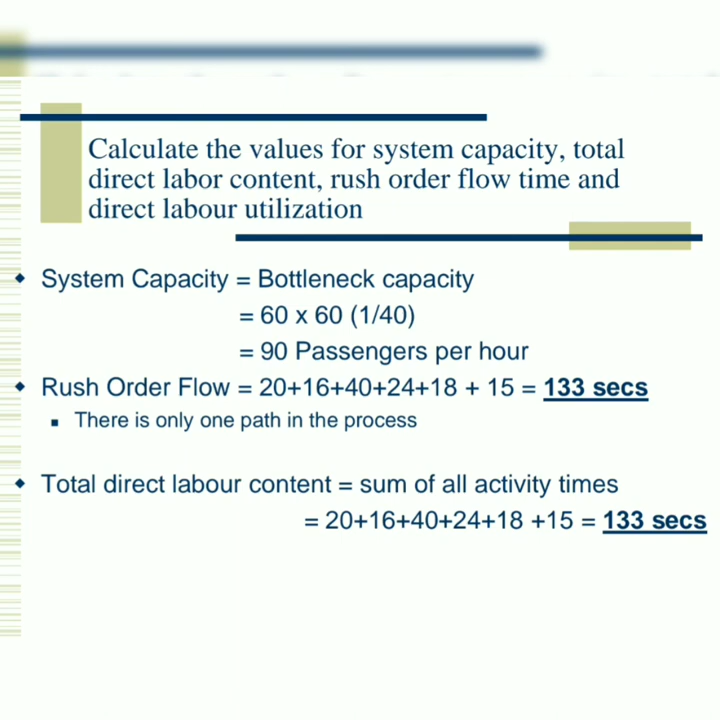 Calculate the values for system capacity, total
direct labor content, rush order flow time and
direct labour utilization
System Capacity = Bottleneck capacity
= 60 x 60 (1/40)
= 90 Passengers per hour
Rush Order Flow = 20+16+40+24+18 + 15 = 133 secs
There is only one path in the process
Total direct labour content = sum of all activity times
= 20+16+40+24+18 +15 = 133 secs